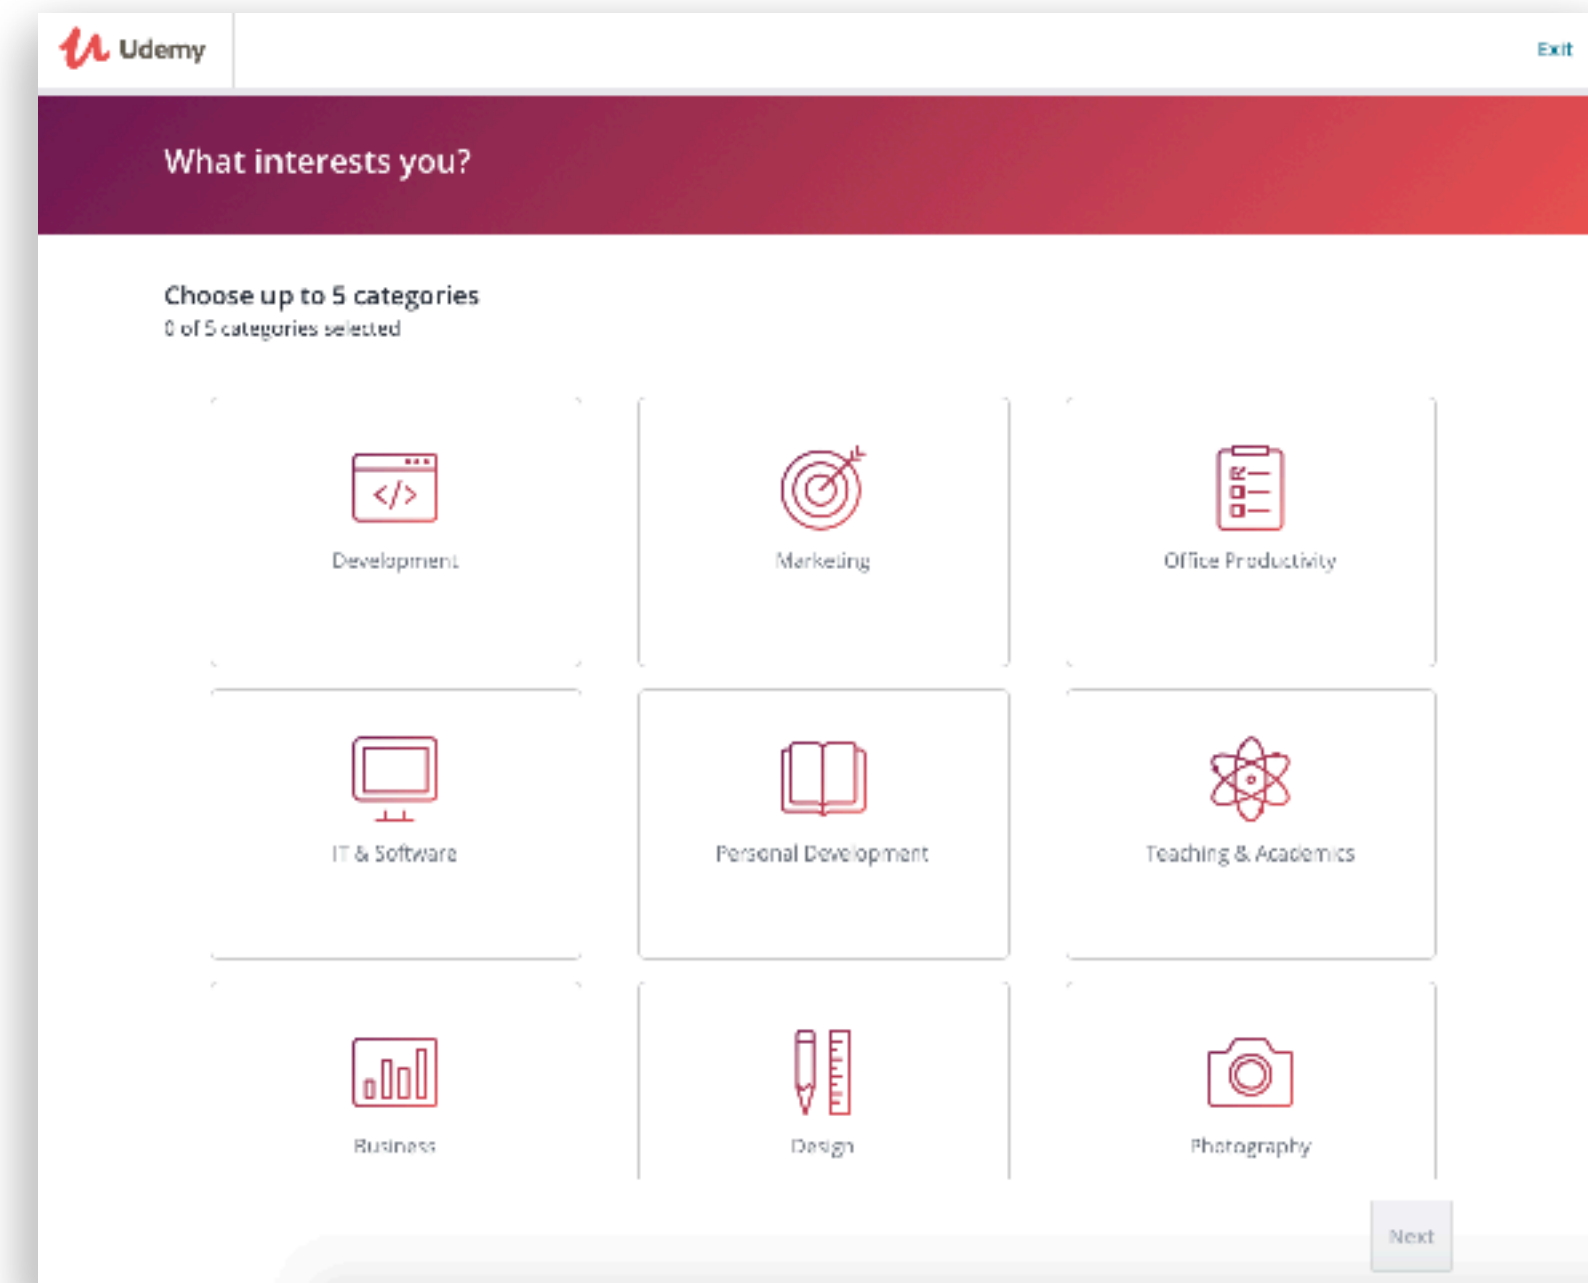 Udemy
Exit
What interests you?
Choose up to 5 categories
0 of 5 categories selected
</>
Development
Marketing
Office Productivity
IT & Software
Personal Development
Teaching & Academics
Business
Design
Photography
Next